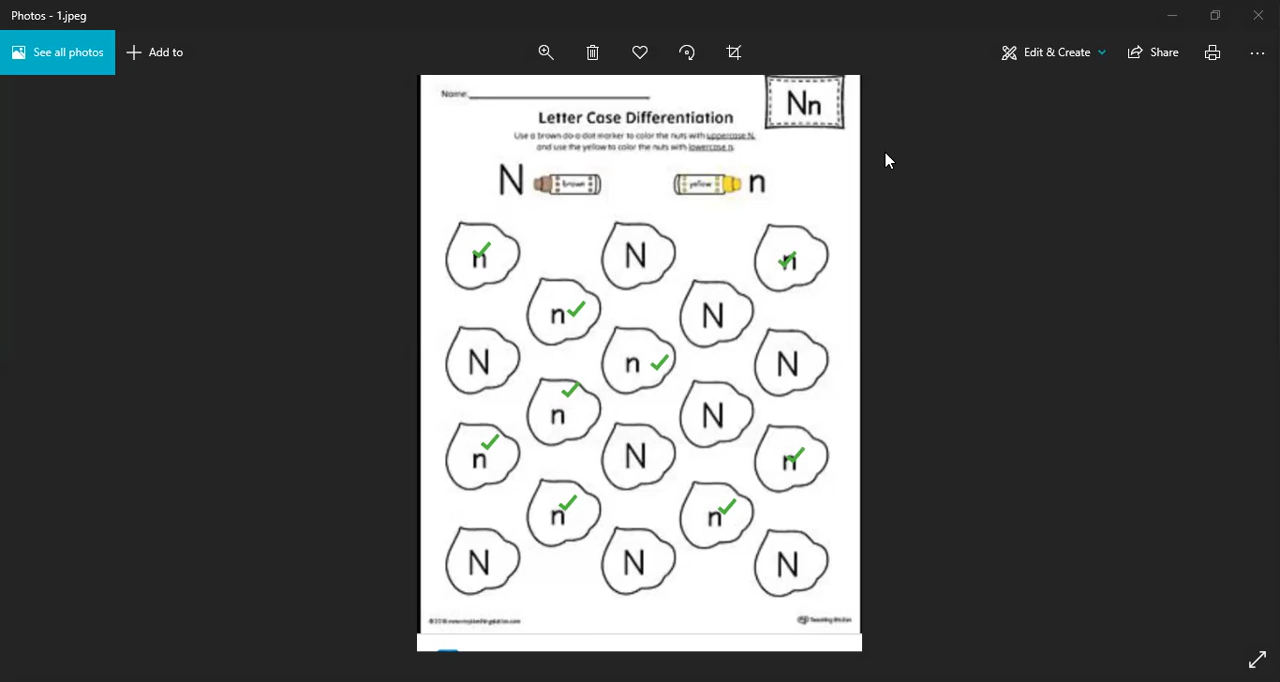 Photos - 1.jpeg
See all photos
Add to
Edit & Create
Share
Name:
Nn
Letter Case Differentiation
Use a brown do-a-dot marker to color the nuts with uppercase N,
and use the yellow to color the nuts with lowercase n.
N brown yellow n
n N n
n N
N n N
n N
n N n
n n
N N N